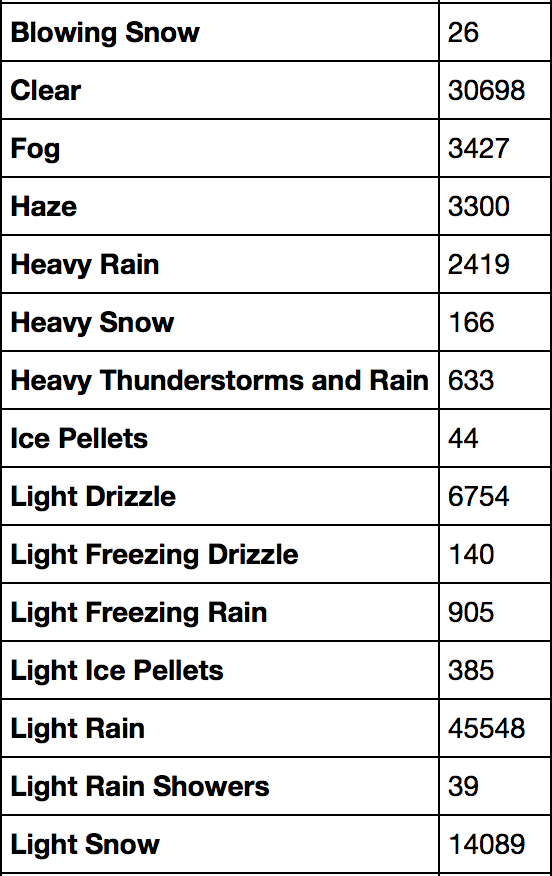 Blowing Snow 26
Clear 30698
Fog 3427
Haze 3300
Heavy Rain 2419
Heavy Snow 166
Heavy Thunderstorms and Rain 633
Ice Pellets 44
Light Drizzle 6754
Light Freezing Drizzle 140
Light Freezing Rain 905
Light Ice Pellets 385
Light Rain 45548
Light Rain Showers 39
Light Snow 14089